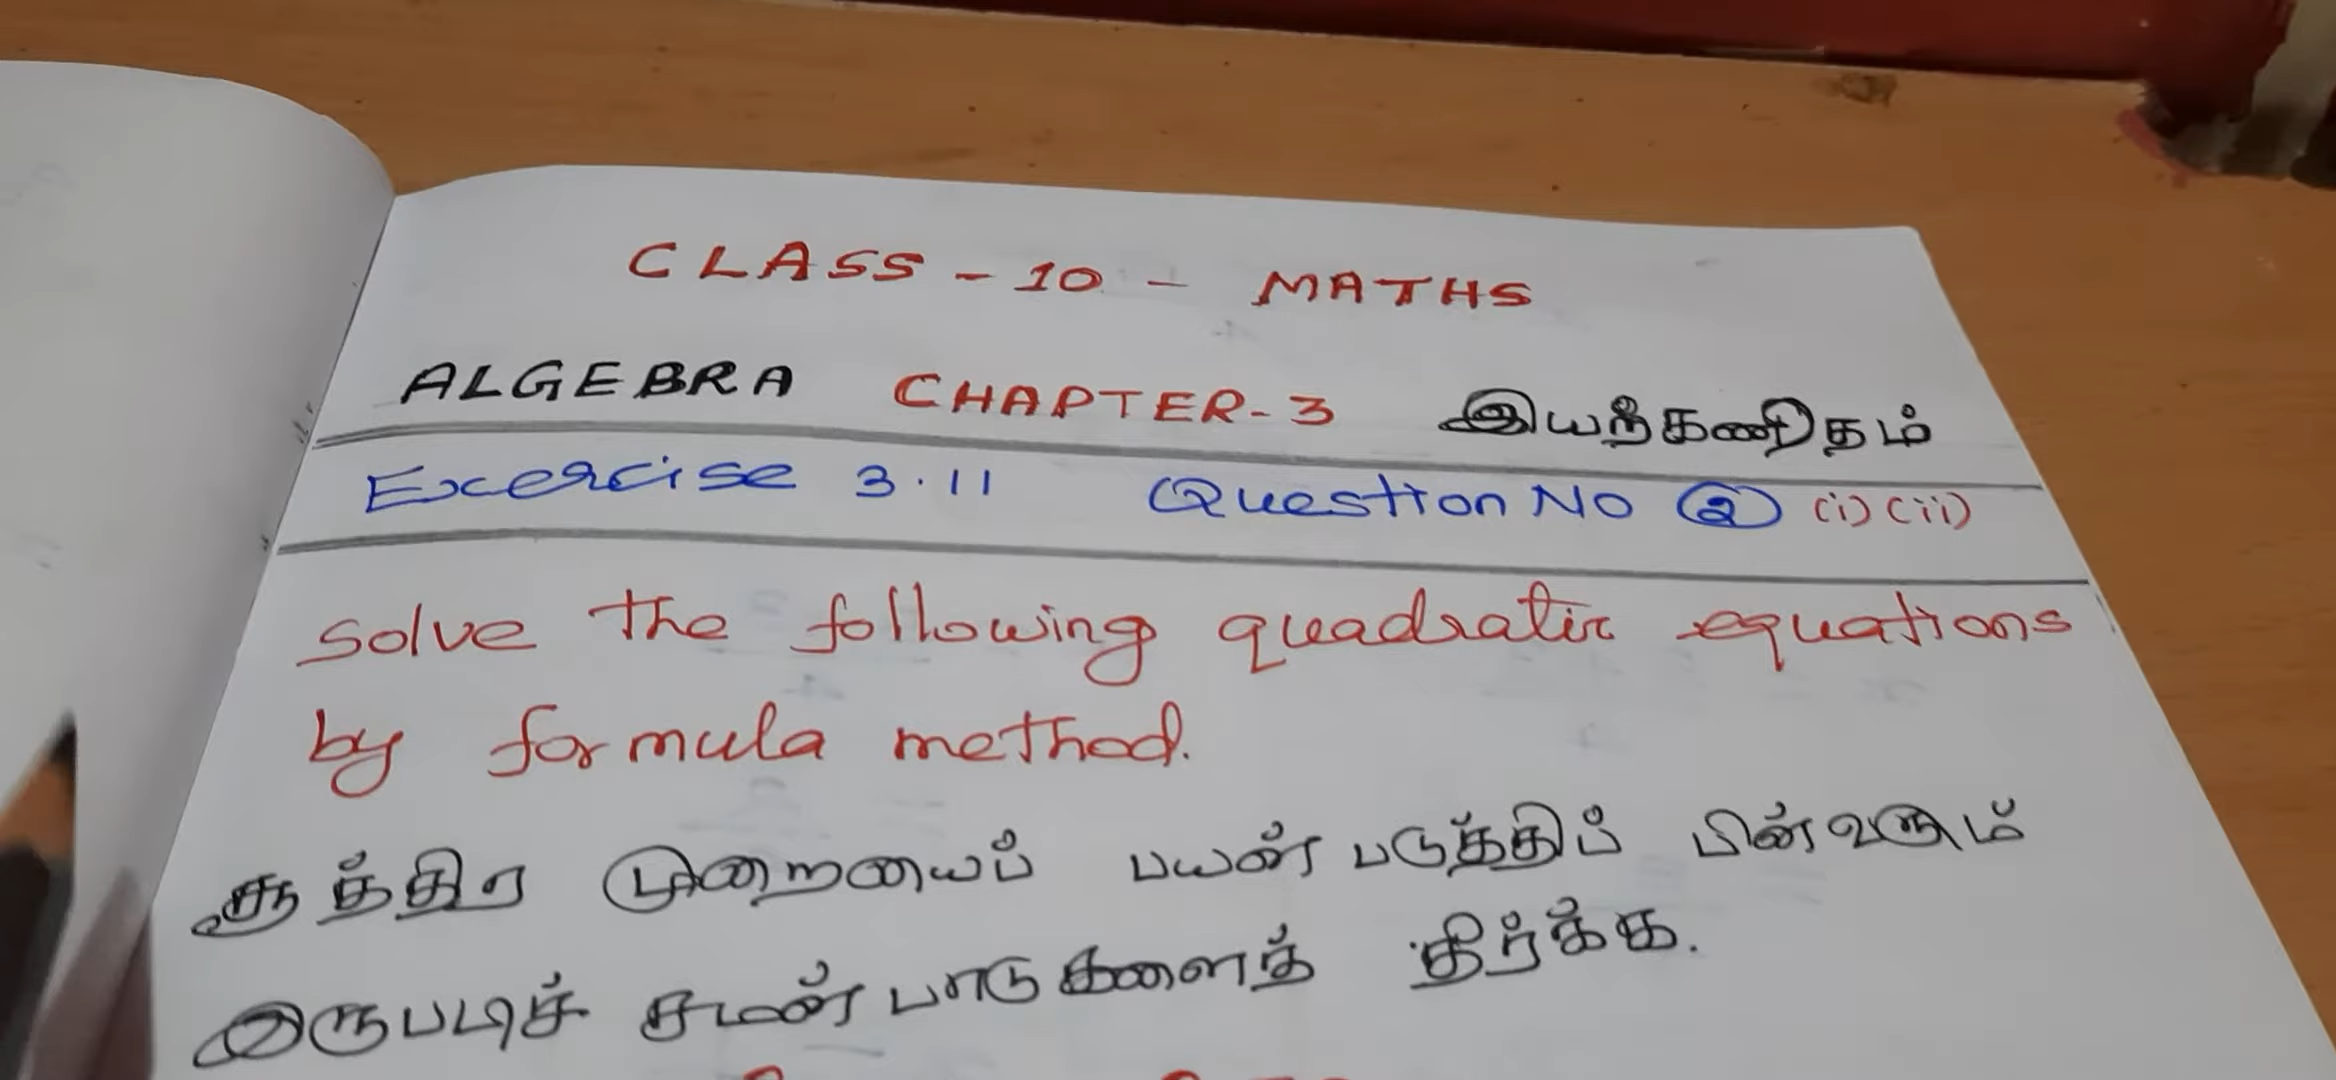 CLASS - 10 - MATHS
ALGEBRA CHAPTER-3 இயற்கணிதம்
Exercise 3.11 Question No ② (i) (ii)
solve the following quadratic equations
by formula method.
சூத்திர முறையைப் பயன்படுத்திப் பின்வரும்
இருபடிச் சமன்பாடுகளைத் தீர்க்க.